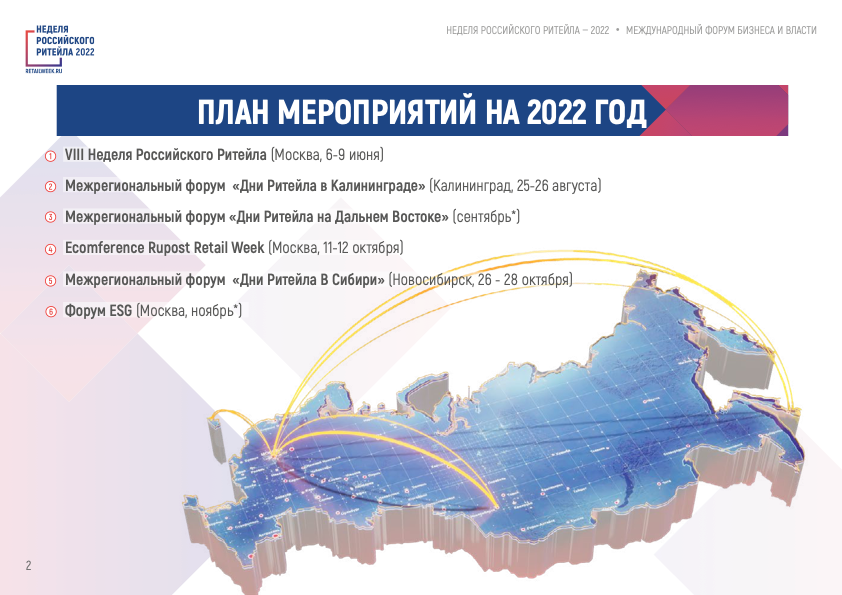 НЕДЕЛЯ
РОССИЙСКОГО
РИТЕЙЛА 2022
RETAILWEEK.RU
НЕДЕЛЯ РОССИЙСКОГО РИТЕЙЛА – 2022 • МЕЖДУНАРОДНЫЙ ФОРУМ БИЗНЕСА И ВЛАСТИ
ПЛАН МЕРОПРИЯТИЙ НА 2022 ГОД
1 VIII Неделя Российского Ритейла (Москва, 6-9 июня)
2 Межрегиональный форум «Дни Ритейла в Калининграде» (Калининград, 25-26 августа)
3 Межрегиональный форум «Дни Ритейла на Дальнем Востоке» (сентябрь*)
4 Ecomference Rupost Retail Week (Москва, 11-12 октября)
5 Межрегиональный форум «Дни Ритейла В Сибири» (Новосибирск, 26 - 28 октября)
6 Форум ESG (Москва, ноябрь*)
2